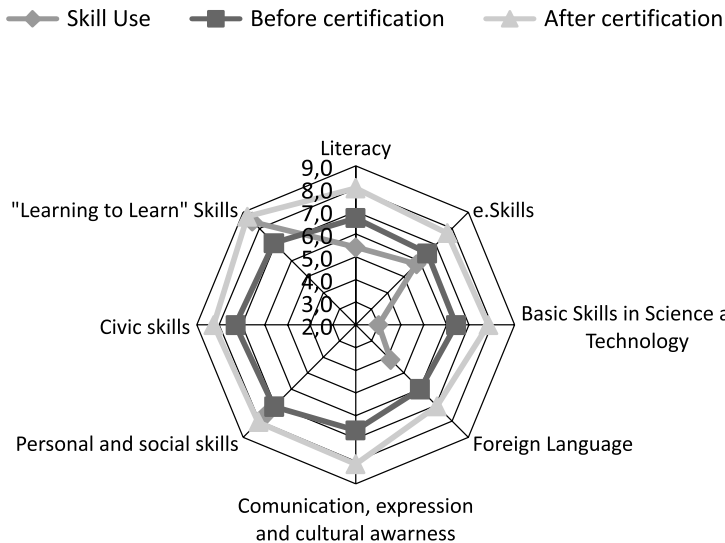 Skill Use
Before certification
After certification
Literacy
9,0
8,0
7,0
6,0
5,0
4,0
3,0
2,0
"Learning to Learn" Skills
e.Skills
Basic Skills in Science a
Technology
Civic skills
Personal and social skills
Foreign Language
Comunication, expression
and cultural awarness